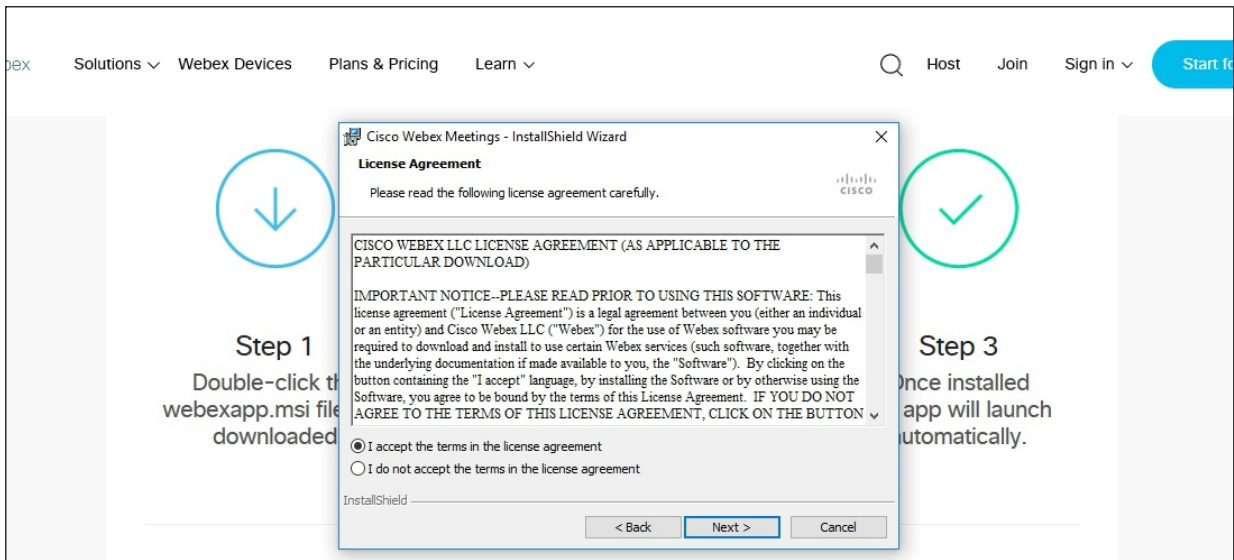 Solutions Webex Devices Plans & Pricing Learn Host Join Sign in Start
Cisco Webex Meetings - InstallShield Wizard
License Agreement
Please read the following license agreement carefully.
CISCO
CISCO WEBEX LLC LICENSE AGREEMENT (AS APPLICABLE TO THE
PARTICULAR DOWNLOAD)
IMPORTANT NOTICE--PLEASE READ PRIOR TO USING THIS SOFTWARE: This
license agreement ("License Agreement") is a legal agreement between you (either an individual
or an entity) and Cisco Webex LLC ("Webex") for the use of Webex software you may be
required to download and install to use certain Webex services (such software, together with
the underlying documentation if made available to you, the "Software"). By clicking on the
button containing the "I accept" language, by installing the Software or by otherwise using the
Software, you agree to be bound by the terms of this License Agreement. IF YOU DO NOT
AGREE TO THE TERMS OF THIS LICENSE AGREEMENT, CLICK ON THE BUTTON
I accept the terms in the license agreement
I do not accept the terms in the license agreement
InstallShield
< Back Next > Cancel
Step 1
Double-click
webexapp.msi file
downloaded
Step 3
installed
app will launch
automatically.